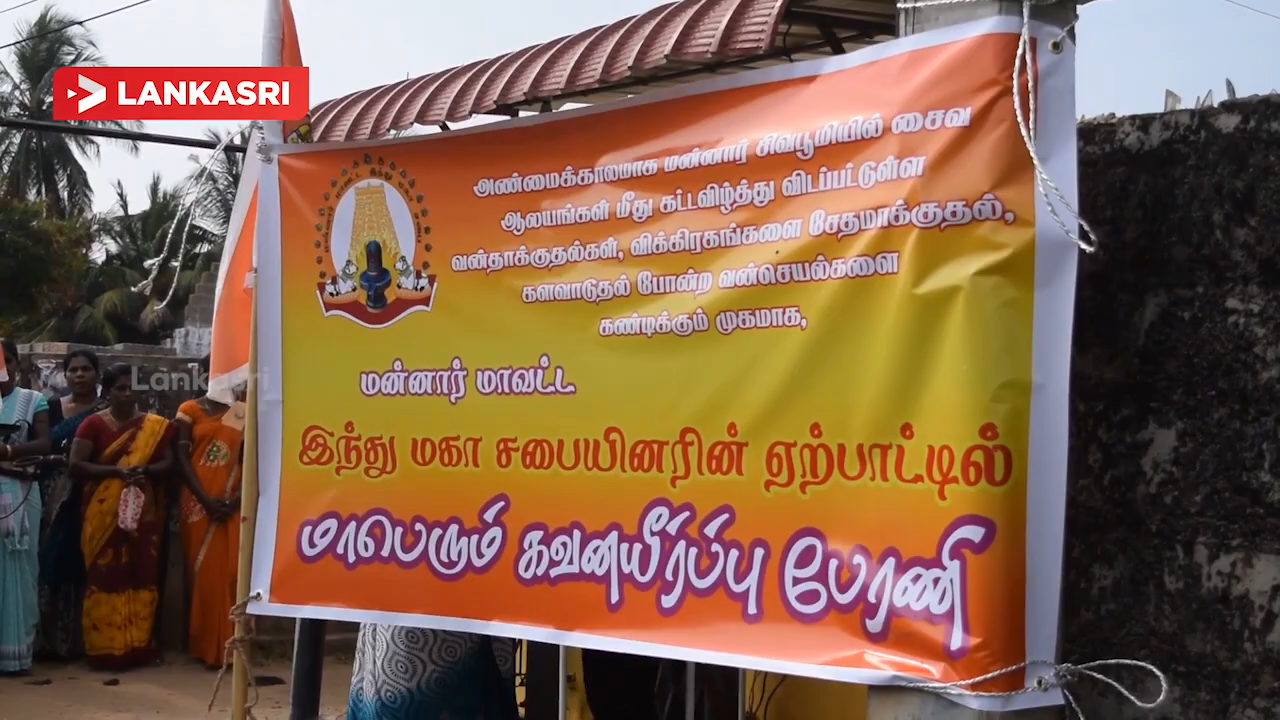 LANKASRI
அண்மைக்காலமாக மன்னார் சிவபூமியில் சைவ
ஆலயங்கள் மீது கட்டவிழ்த்து விடப்பட்டுள்ள
வன்தாக்குதல்கள், விக்கிரகங்களை சேதமாக்குதல்,
களவாடுதல் போன்ற வன்செயல்களை
கண்டிக்கும் முகமாக,
மன்னார் மாவட்ட
Lankasri
இந்து மகா சபையினரின் ஏற்பாட்டில்
மாபெரும் கவனயீர்ப்பு பேரணி